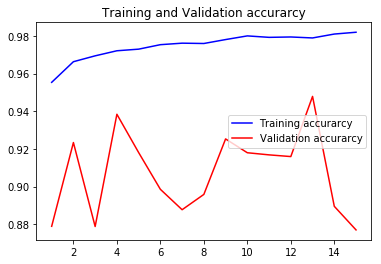 Training and Validation accurarcy
0.98
0.96
0.94
0.92
0.90
0.88
Training accurarcy
Validation accurarcy
2 4 6 8 10 12 14